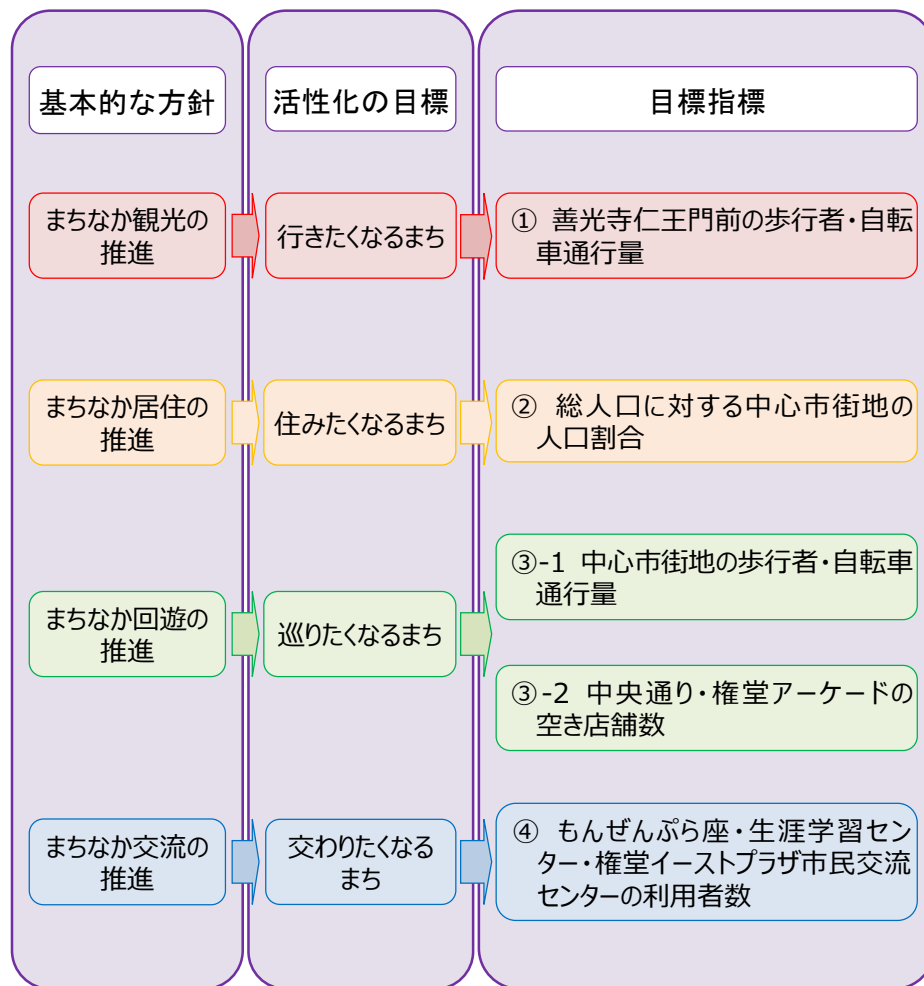 基本的な方針
活性化の目標
目標指標
まちなか観光の
推進
行きたくなるまち
① 善光寺仁王門前の歩行者・自転
車通行量
まちなか居住の
推進
住みたくなるまち
② 総人口に対する中心市街地の
人口割合
まちなか回遊の
推進
巡りたくなるまち
③-1 中心市街地の歩行者・自転車
通行量
③-2 中央通り・権堂アーケードの
空き店舗数
まちなか交流の
推進
交わりたくなる
まち
④ もんぜんぷら座・生涯学習セン
ター・権堂イーストプラザ市民交流
センターの利用者数